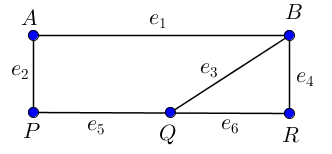 A e₁ B
e₂ e₃ e₄
P e₅ Q e₆ R